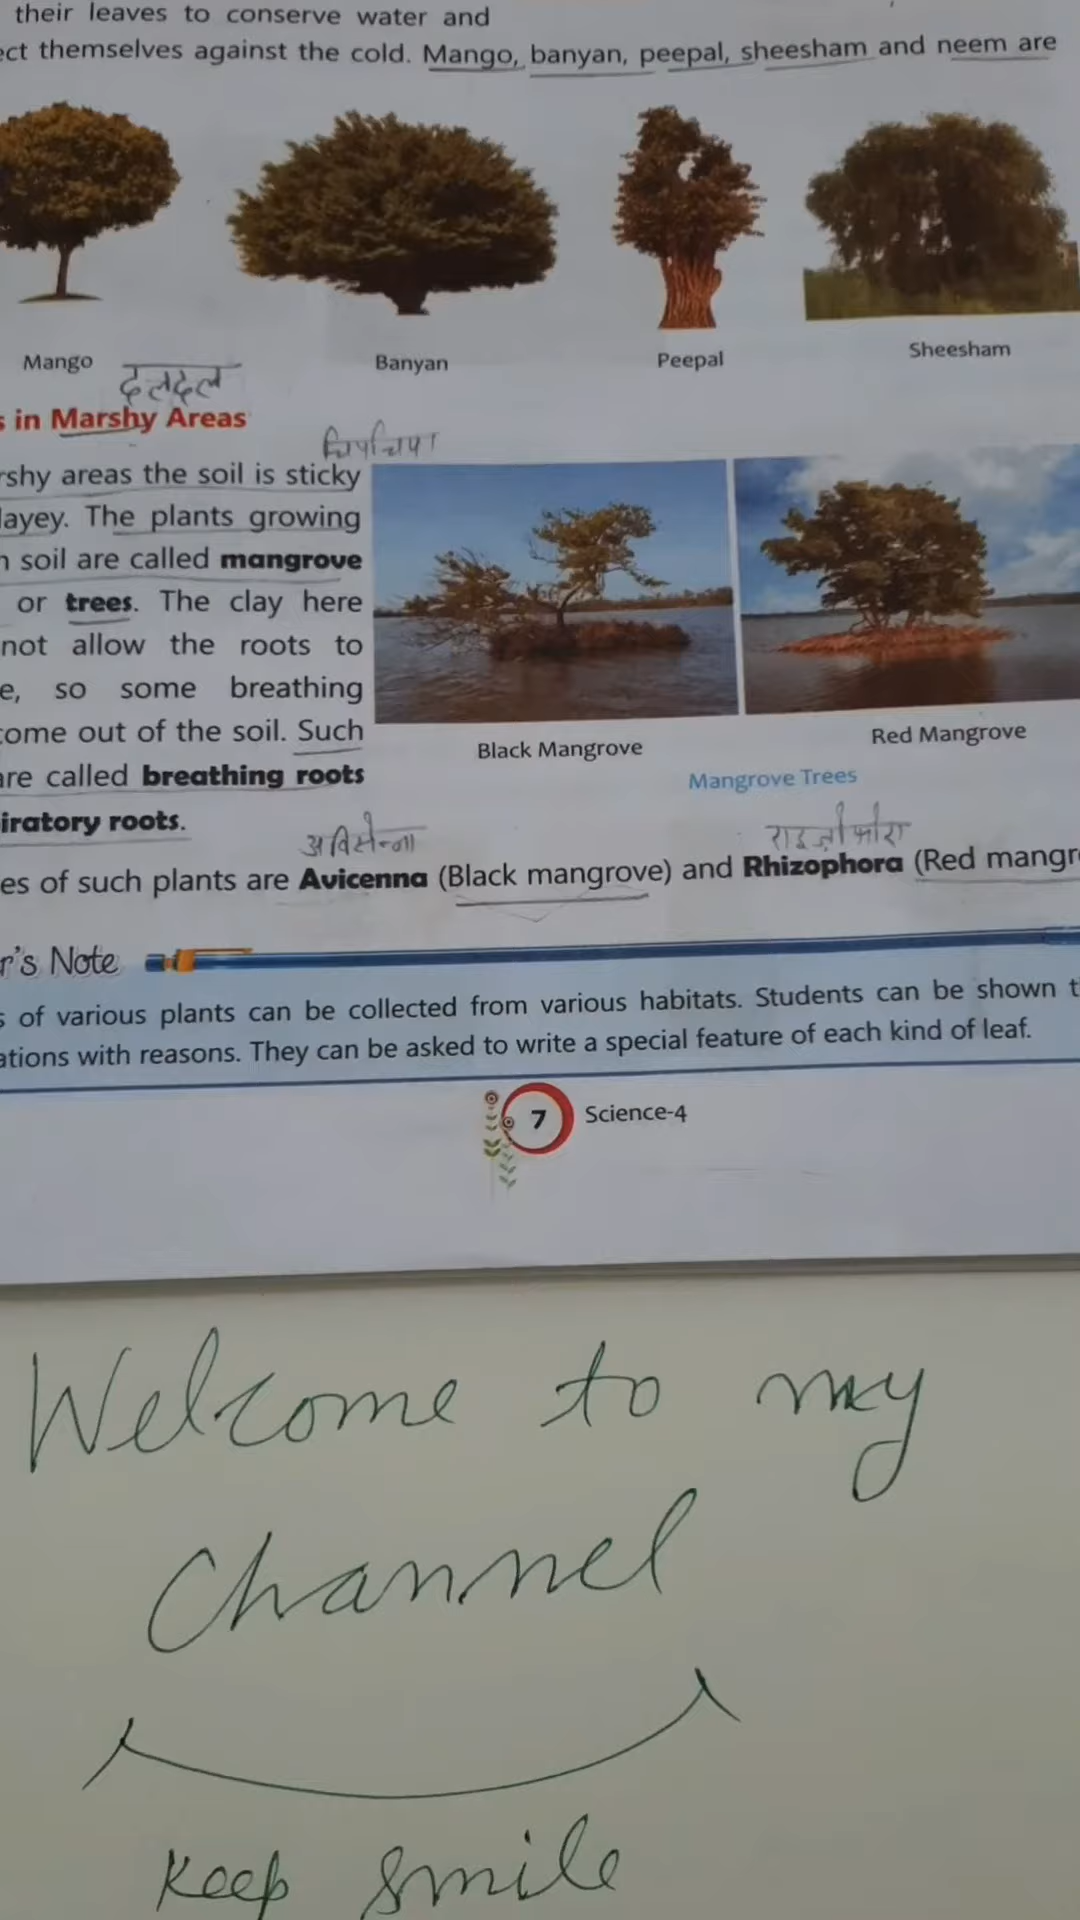 their leaves to conserve water and
ect themselves against the cold. Mango, banyan, peepal, sheesham and neem are
Mango
Banyan
Peepal
Sheesham
दलदल
s in Marshy Areas
चिपचिपा
rshy areas the soil is sticky
layey. The plants growing
n soil are called mangrove
or trees. The clay here
not allow the roots to
e, so some breathing
come out of the soil. Such
are called breathing roots
iratory roots.
Black Mangrove
Red Mangrove
Mangrove Trees
अविसेन्ना
राइज़ोफोरा
es of such plants are Avicenna (Black mangrove) and Rhizophora (Red mangr
r's Note
s of various plants can be collected from various habitats. Students can be shown t
ations with reasons. They can be asked to write a special feature of each kind of leaf.
7 Science-4
Welcome to my
Channel
Keep smile